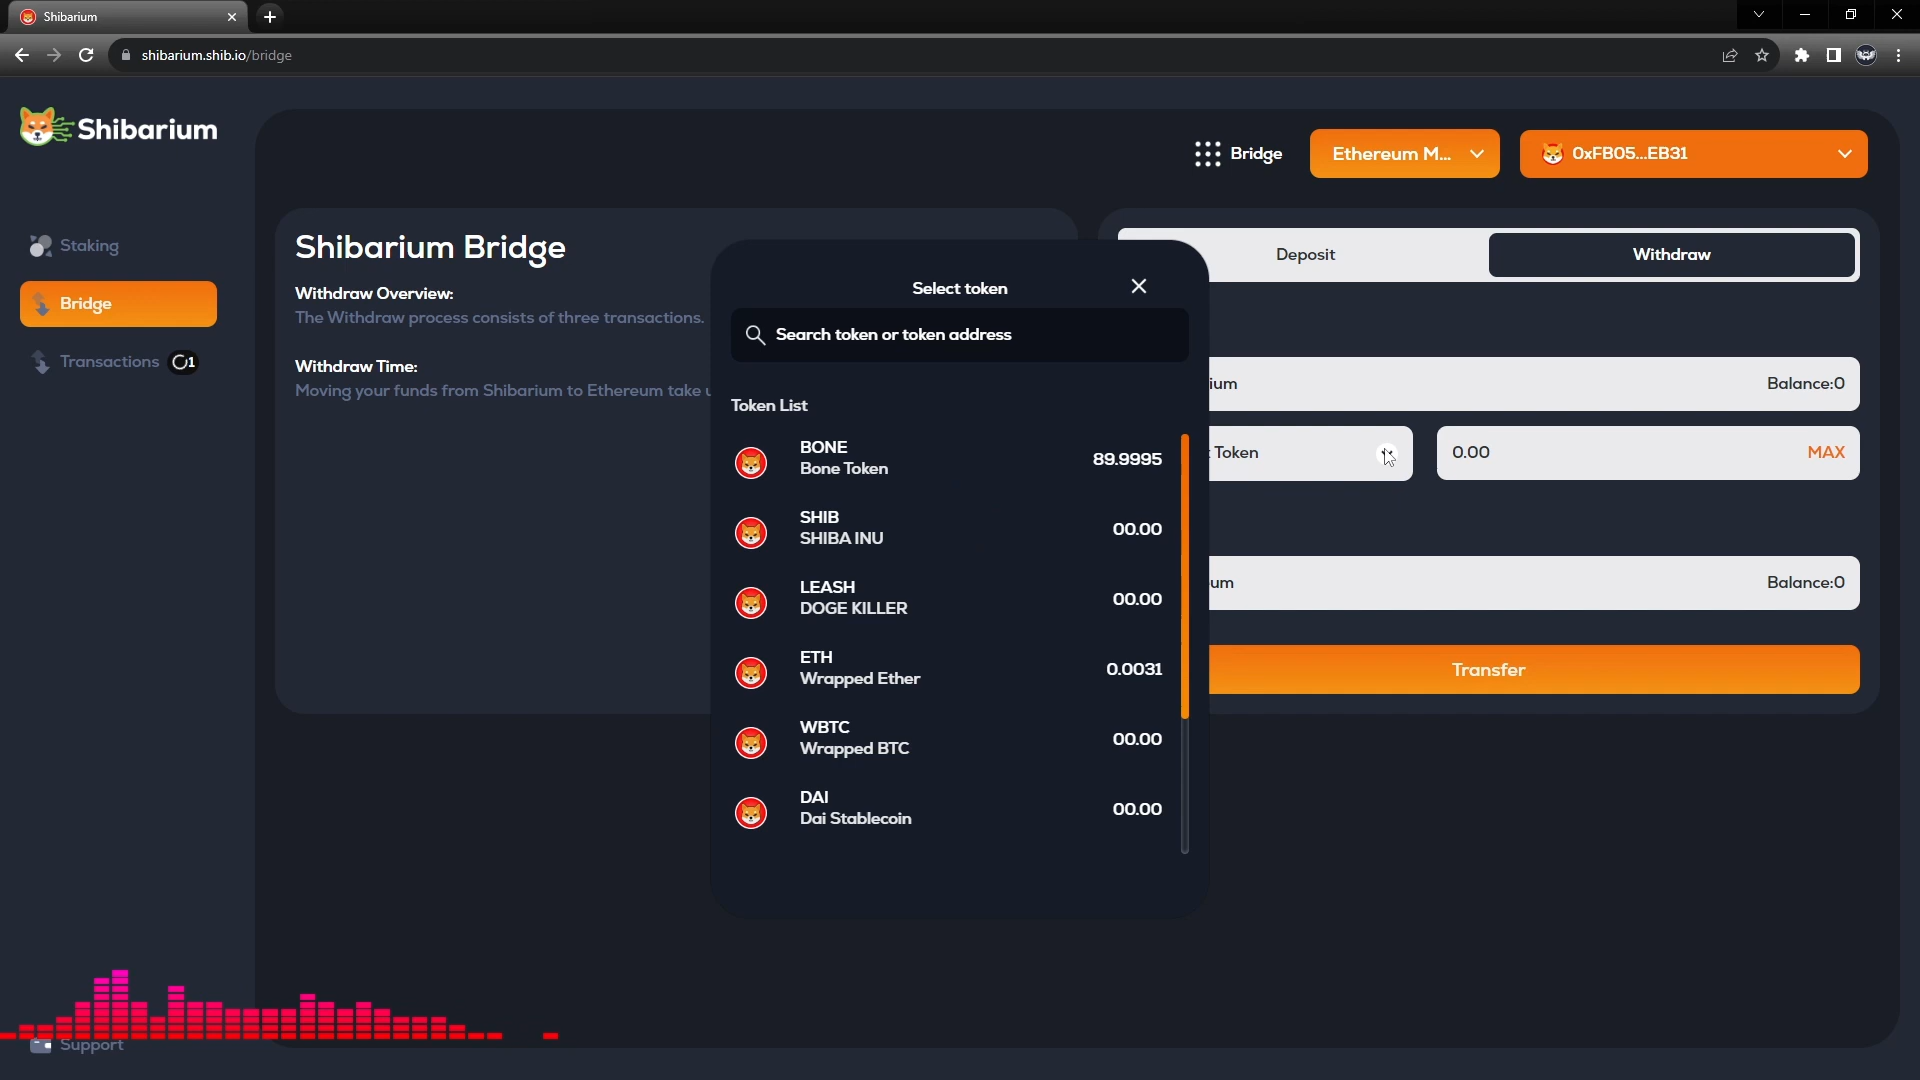 Shibarium
shibarium.shib.io/bridge
Shibarium
Bridge
Ethereum M...
0xFB05...EB31
Staking
Bridge
Transactions 1
Support
Shibarium Bridge
Withdraw Overview:
The Withdraw process consists of three transactions.
Withdraw Time:
Moving your funds from Shibarium to Ethereum take u
Select token
Search token or token address
Token List
BONE
Bone Token
89.9995
SHIB
SHIBA INU
00.00
LEASH
DOGE KILLER
00.00
ETH
Wrapped Ether
0.0031
WBTC
Wrapped BTC
00.00
DAI
Dai Stablecoin
00.00
Deposit
Withdraw
ium
Balance:0
Token
0.00
MAX
um
Balance:0
Transfer